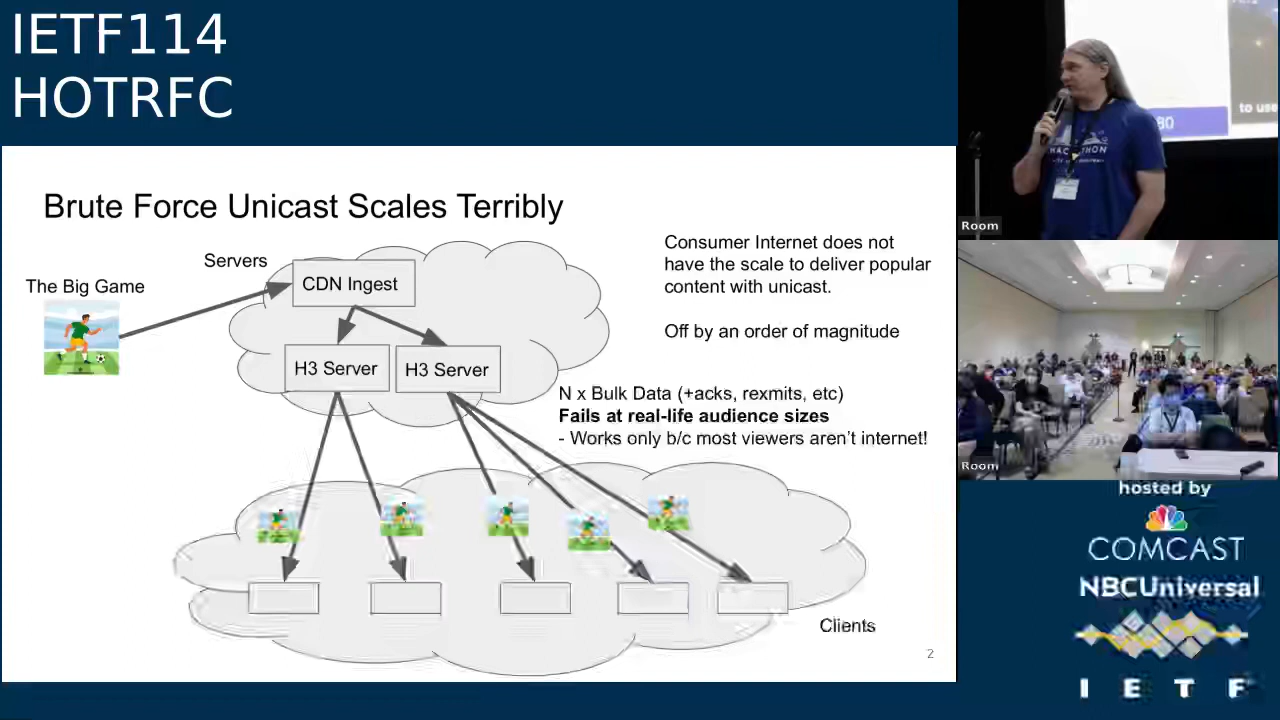 IETF114
HOTRFC
Brute Force Unicast Scales Terribly
Servers
The Big Game
CDN Ingest
H3 Server
H3 Server
Consumer Internet does not
have the scale to deliver popular
content with unicast.
Off by an order of magnitude
N x Bulk Data (+acks, rexmits, etc)
Fails at real-life audience sizes
- Works only b/c most viewers aren't internet!
Clients
2
to use
80
Room
Room
hosted by
COMCAST
NBCUniversal
I E T F